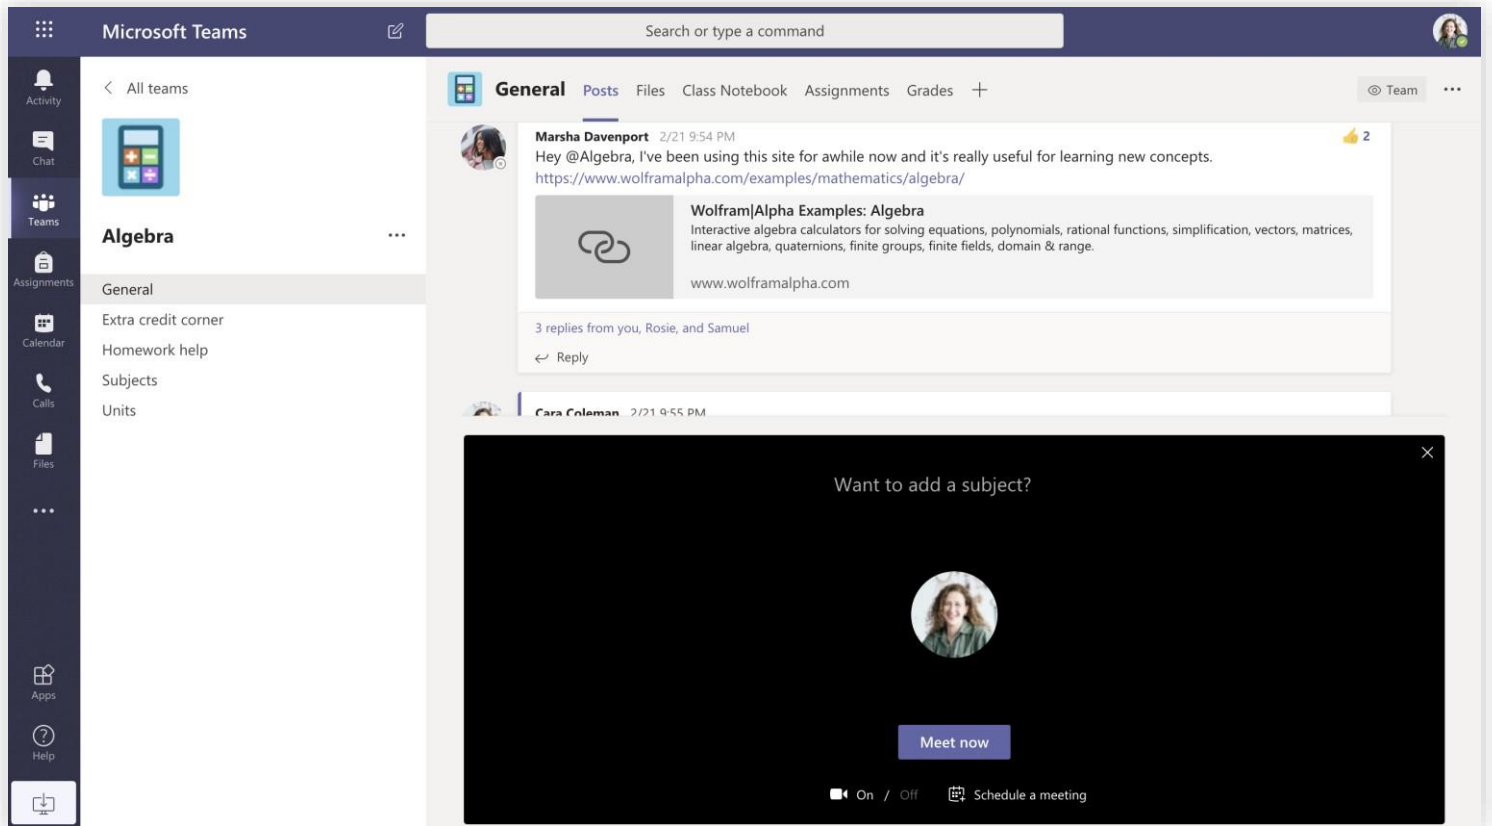 Microsoft Teams
Search or type a command
Activity
Chat
Teams
Assignments
Calendar
Calls
Files
Apps
Help
All teams
Algebra
General
Extra credit corner
Homework help
Subjects
Units
General Posts Files Class Notebook Assignments Grades
Team
Marsha Davenport 2/21 9:54 PM
2
Hey @Algebra, I've been using this site for awhile now and it's really useful for learning new concepts.
https://www.wolframalpha.com/examples/mathematics/algebra/
Wolfram|Alpha Examples: Algebra
Interactive algebra calculators for solving equations, polynomials, rational functions, simplification, vectors, matrices,
linear algebra, quaternions, finite groups, finite fields, domain & range.
www.wolframalpha.com
3 replies from you, Rosie, and Samuel
Reply
Cara Coleman 2/21 9:55 PM
Want to add a subject?
Meet now
On / Off
Schedule a meeting